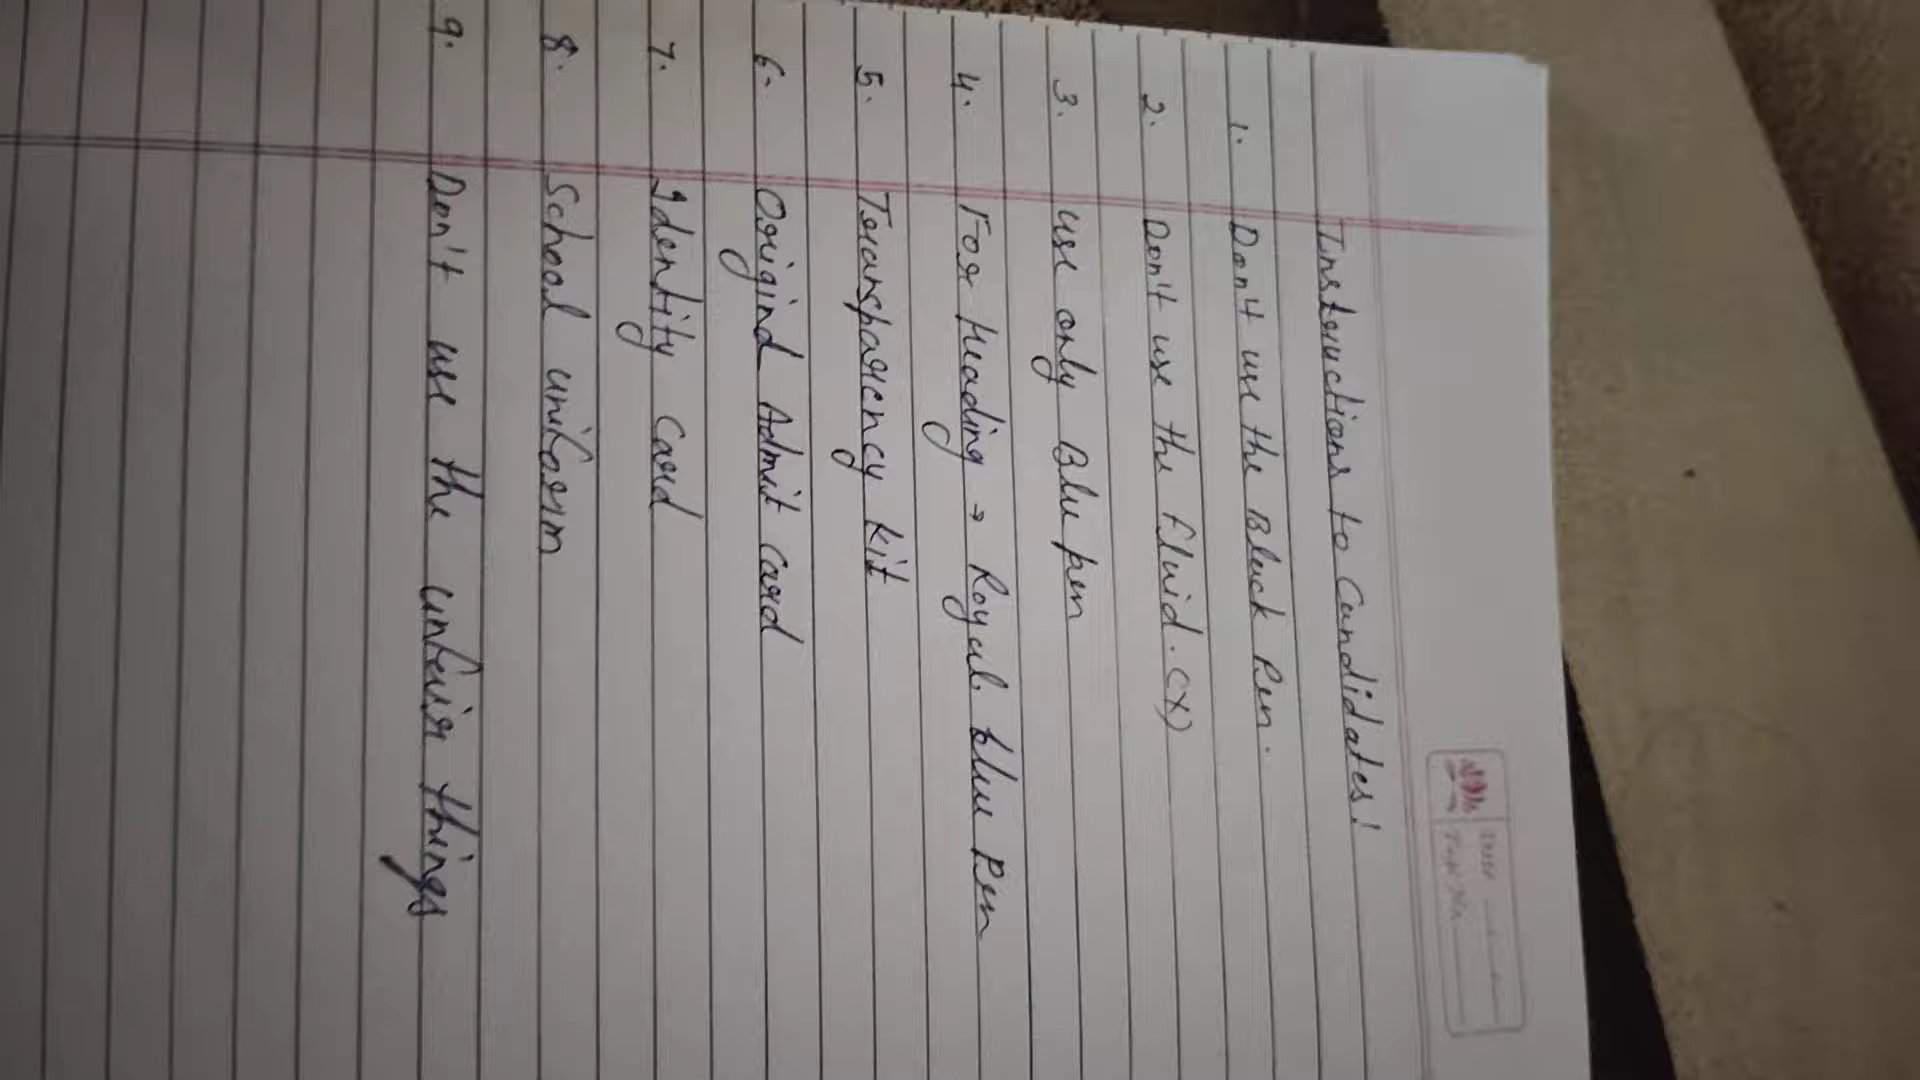 Instructions to Candidates!
1. Don't use the Black Pen.
2. Don't use the Fluid. (X)
3. Use only Blue pen
4. For Heading → Royal blue Pen
5. Transparency kit
6. Origind Admit Card
7. Identity Card
8. School uniform
9. Don't use the unfair things